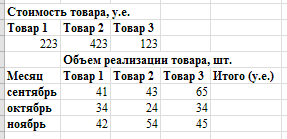 Стоимость товара, у.е.
Товар 1 Товар 2 Товар 3
223 423 123
Объем реализации товара, шт.
Месяц Товар 1 Товар 2 Товар 3 Итого (у.е.)
сентябрь 41 43 65
октябрь 34 24 34
ноябрь 42 54 45